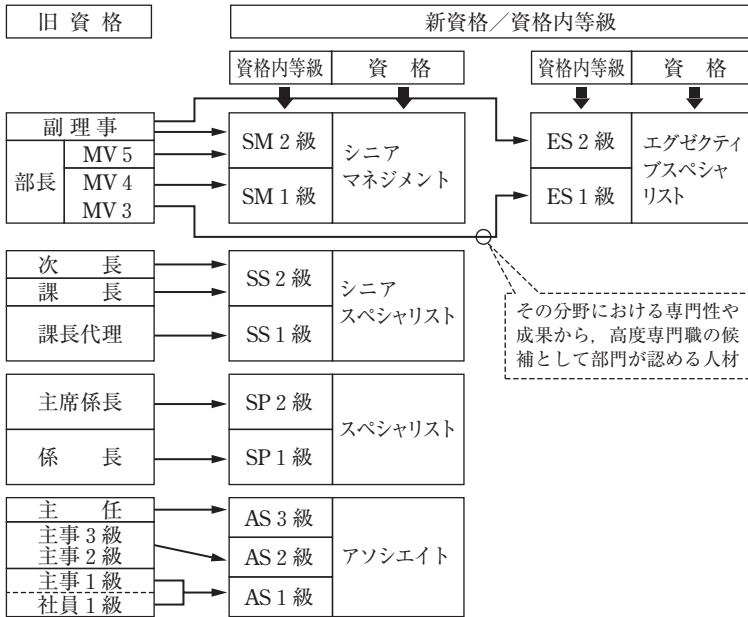 旧資格
新資格／資格内等級
資格内等級
資格
資格内等級
資格
副理事
部長
MV 5
MV 4
MV 3
SM 2 級
SM 1 級
シニア
マネジメント
ES 2 級
ES 1 級
エグゼクティ
ブスペシャ
リスト
次長
課長
課長代理
SS 2 級
SS 1 級
シニア
スペシャリスト
その分野における専門性や
成果から，高度専門職の候
補として部門が認める人材
主席係長
係長
SP 2 級
SP 1 級
スペシャリスト
主任
主事 3 級
主事 2 級
主事 1 級
社員 1 級
AS 3 級
AS 2 級
AS 1 級
アソシエイト